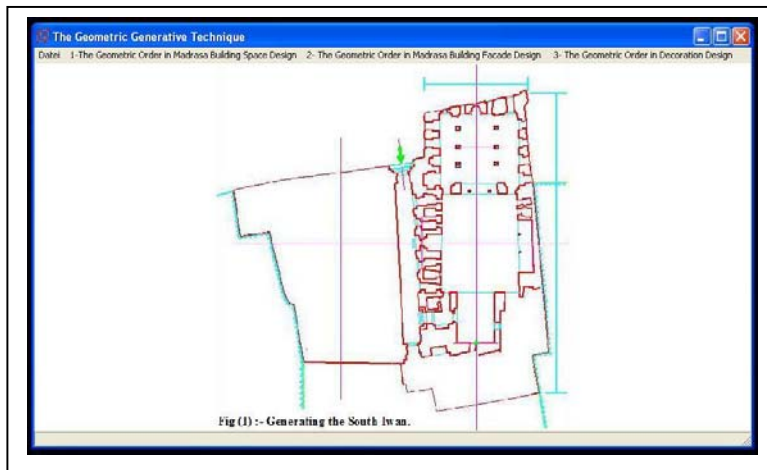 The Geometric Generative Technique
Datei 1-The Geometric Order in Madrasa Building Space Design 2- The Geometric Order in Madrasa Building Facade Design 3- The Geometric Order in Decoration Design
Fig (1) :- Generating the South Iwan.